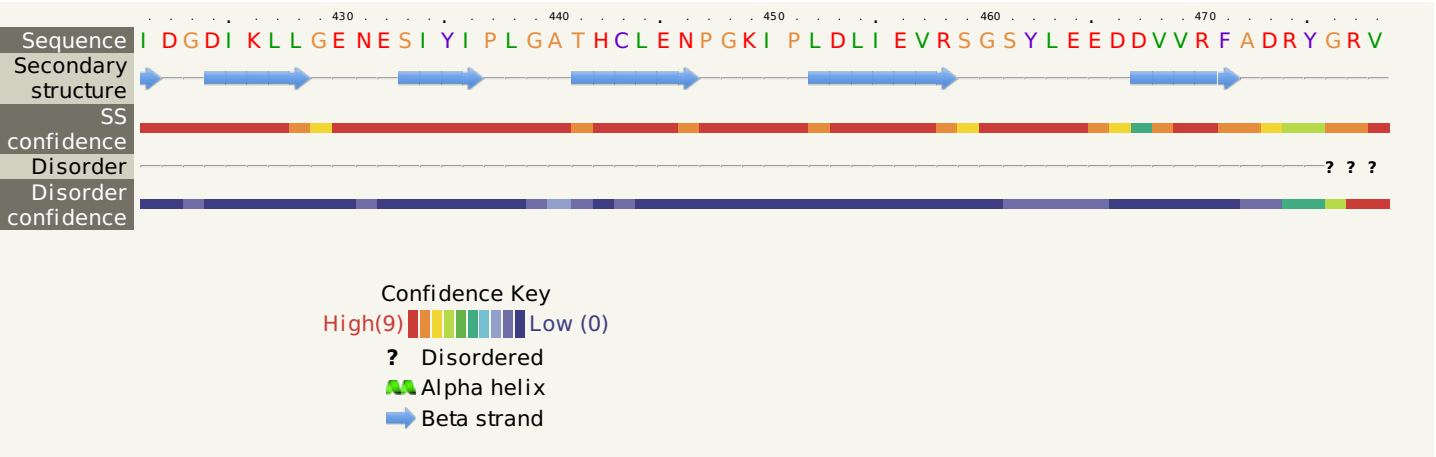 430 440 450 460 470
Sequence I D G D I K L L G E N E S I Y I P L G A T H C L E N P G K I P L D L I E V R S G S Y L E E D D V V R F A D R Y G R V
Secondary
structure
SS
confidence
Disorder ? ? ?
Disorder
confidence
Confidence Key
High(9) Low (0)
? Disordered
Alpha helix
Beta strand